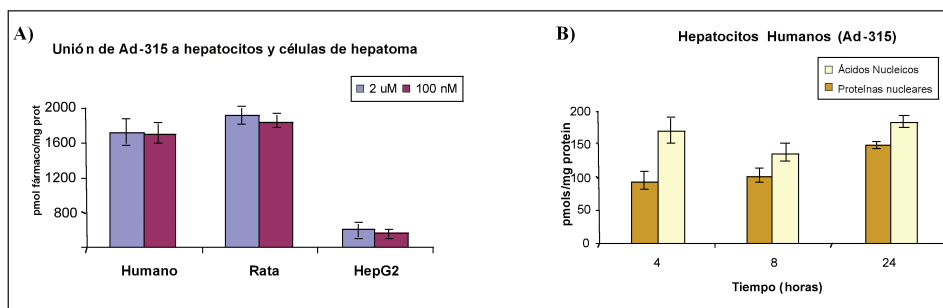 A)
Unión de Ad-315 a hepatocitos y células de hepatoma
2 uM
100 nM
pmol fármaco/mg prot
2000
1600
800
Humano
Rata
HepG2
B)
Hepatocitos Humanos (Ad-315)
Ácidos Nucleicos
Proteínas nucleares
pmols/mg protein
200
150
100
50
0
4
8
24
Tiempo (horas)